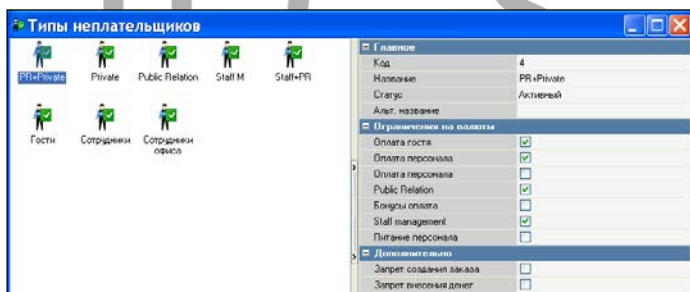 Типы неплательщиков
PR+Private
Private
Public Relation
Staff M
Staff+PR
Гости
Сотрудники
Сотрудники
офиса
Главное
Код 4
Название PR+Private
Статус Активный
Альт. название
Ограничения на валюты
Оплата гостя
Оплата персонала
Оплата персонала
Public Relation
Бонусы оплата
Staff management
Питание персонала
Дополнительно
Запрет создания заказа
Запрет внесения денег